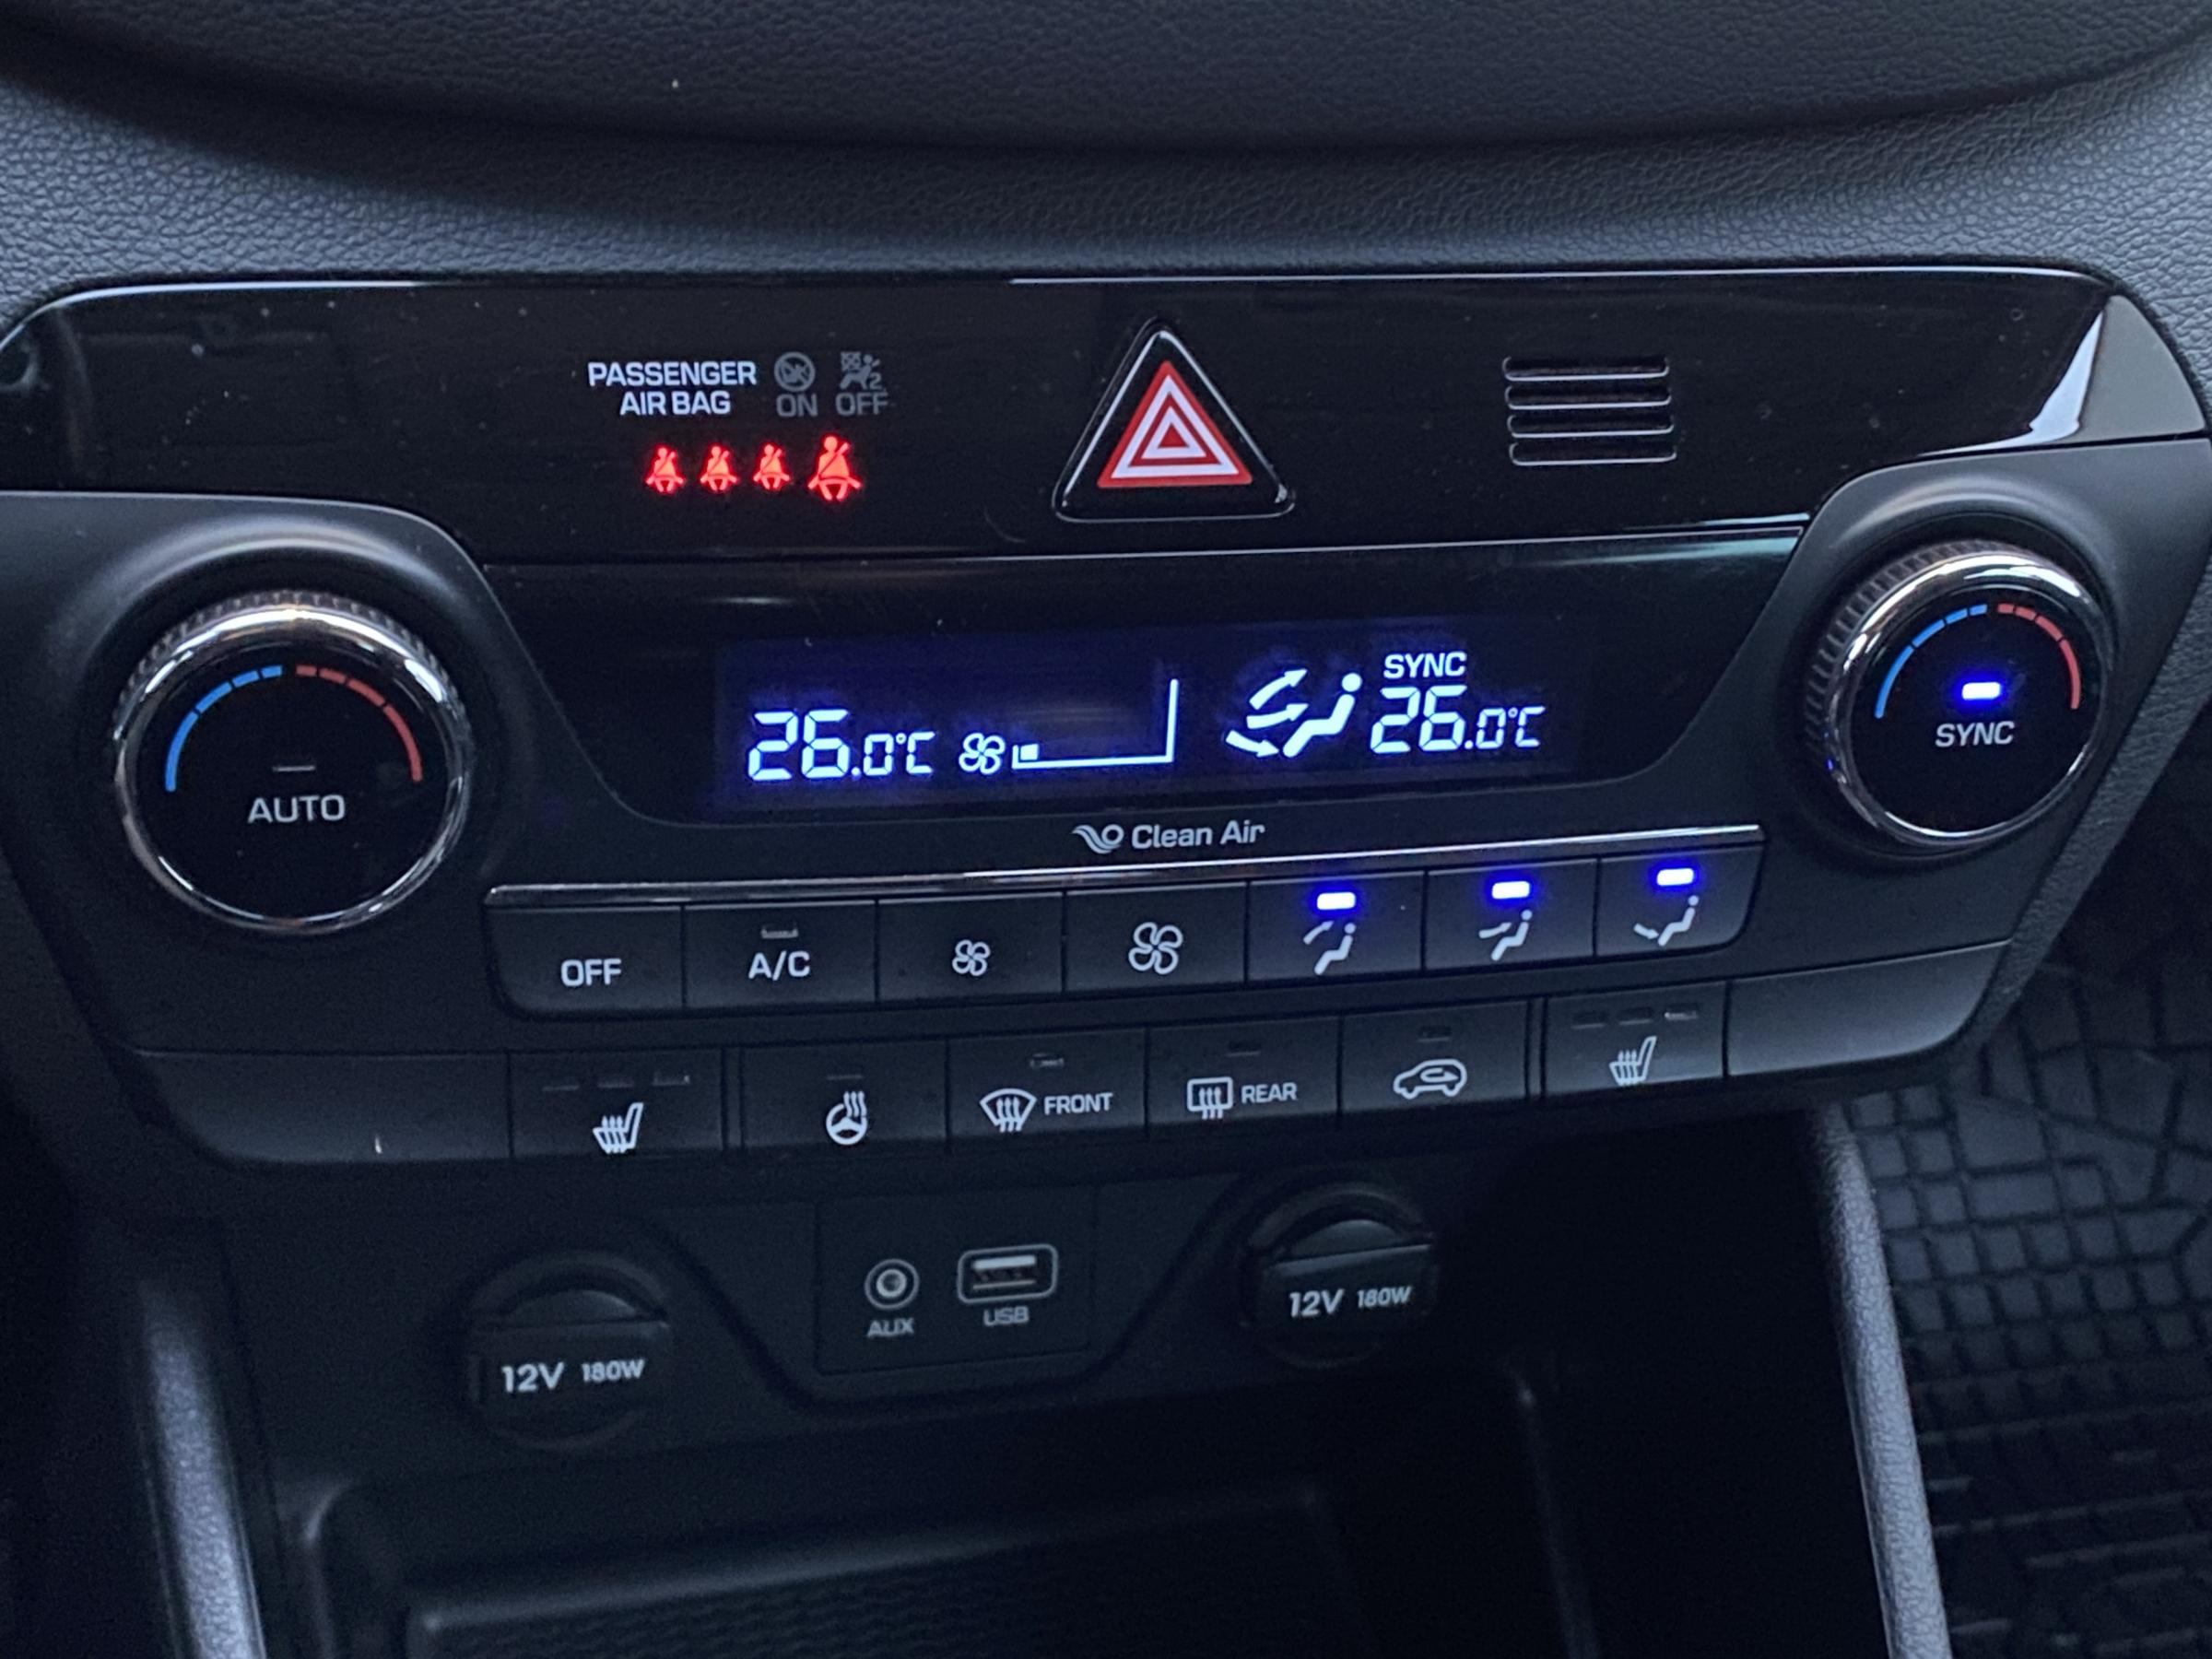 PASSENGER
AIR BAG ON OFF
SYNC
26.0°C 26.0°C
AUTO
SYNC
Clean Air
OFF A/C
FRONT REAR
AUX USB
12V 180W
12V 180W